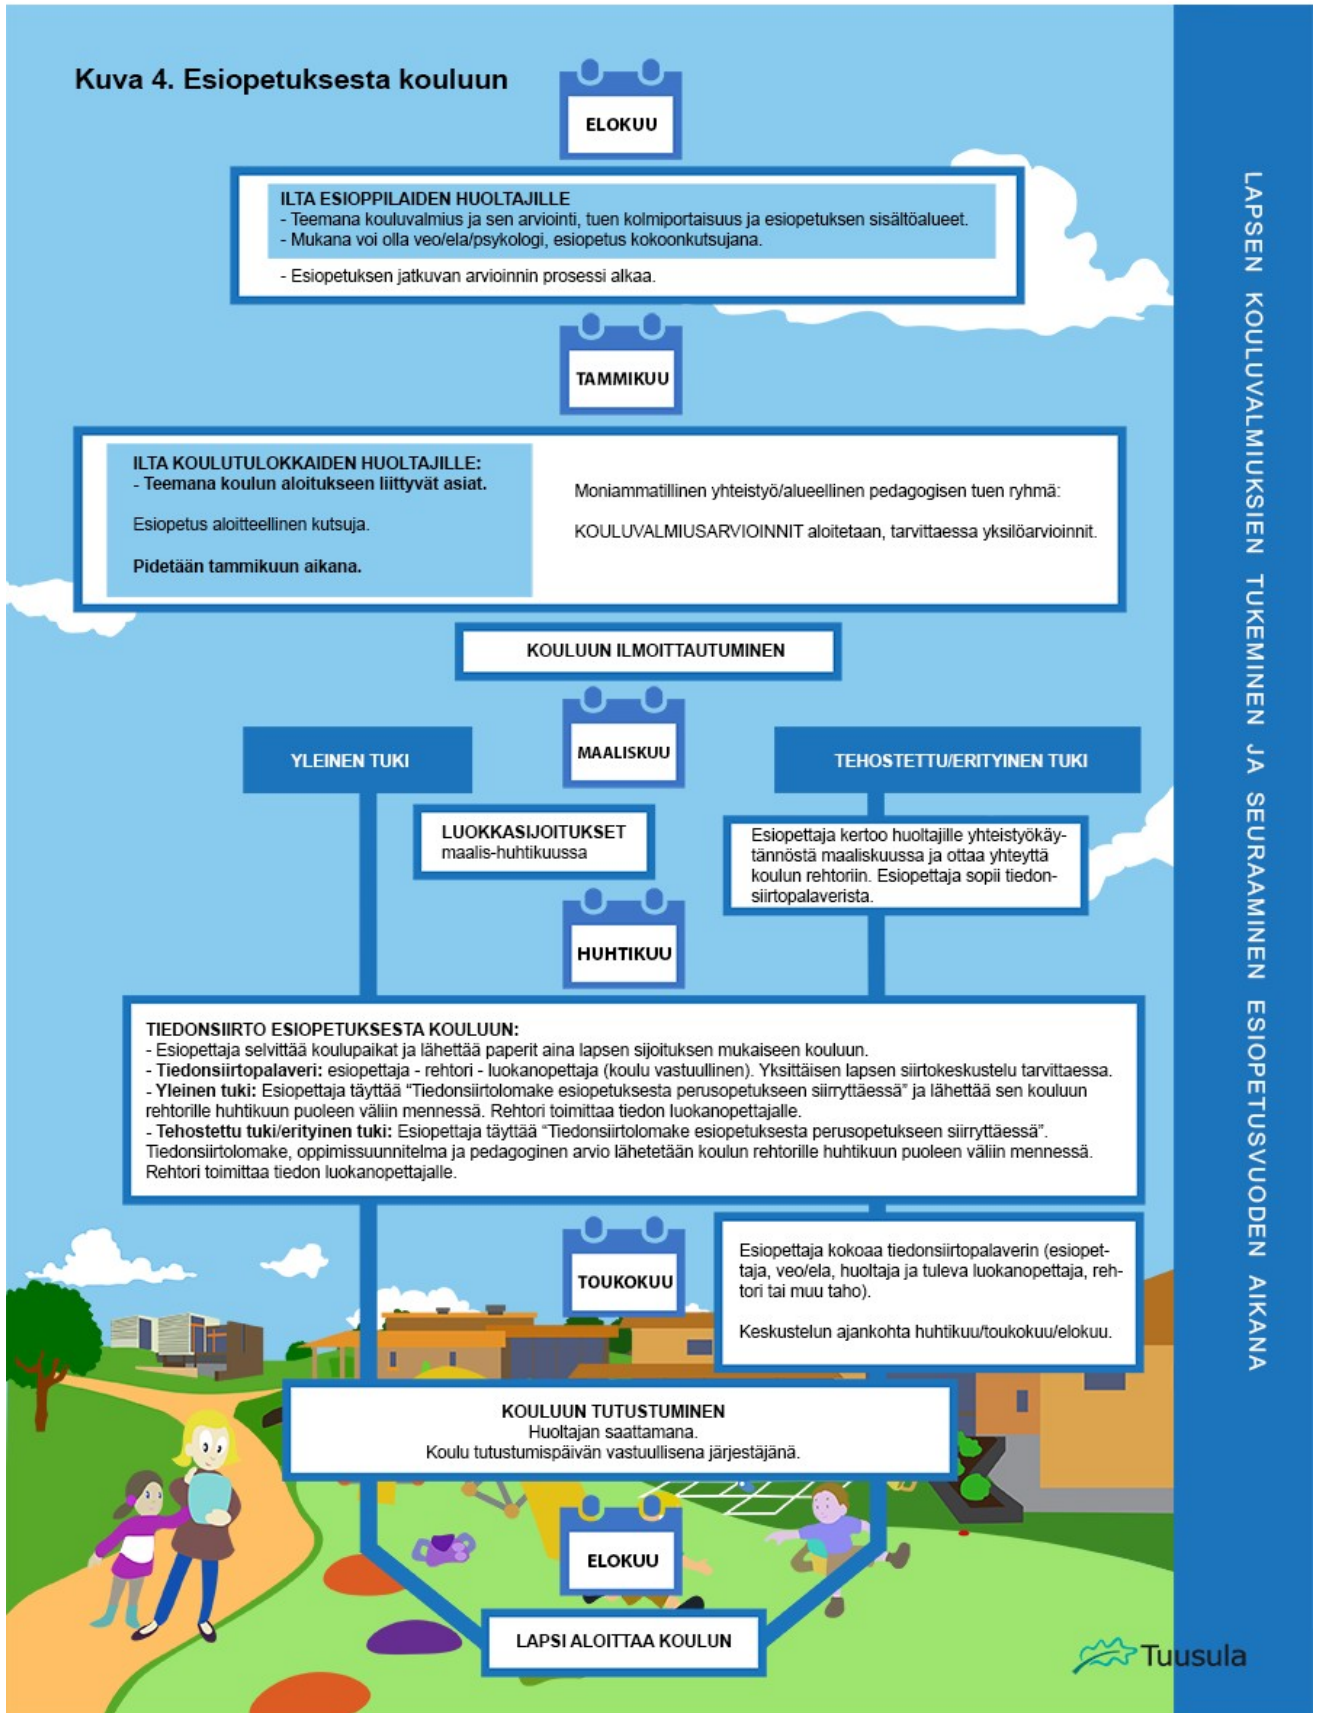 Kuva 4. Esiopetuksesta kouluun
ELOKUU
ILTA ESIOPPILAIDEN HUOLTAJILLE
- Teemana kouluvalmius ja sen arviointi, tuen kolmiportaisuus ja esiopetuksen sisältöalueet.
- Mukana voi olla veo/ela/psykologi, esiopetus kokoonkutsujana.
- Esiopetuksen jatkuvan arvioinnin prosessi alkaa.
TAMMIKUU
ILTA KOULUTULOKKAIDEN HUOLTAJILLE:
- Teemana koulun aloitukseen liittyvät asiat.
Esiopetus aloitteellinen kutsuja.
Pidetään tammikuun aikana.
Moniammatillinen yhteistyö/alueellinen pedagogisen tuen ryhmä:
KOULUVALMIUSARVIOINNIT aloitetaan, tarvittaessa yksilöarvioinnit.
KOULUUN ILMOITTAUTUMINEN
MAALISKUU
YLEINEN TUKI
TEHOSTETTU/ERITYINEN TUKI
LUOKKASIJOITUKSET
maalis-huhtikuussa
Esiopettaja kertoo huoltajille yhteistyökäy-
tännöstä maaliskuussa ja ottaa yhteyttä
koulun rehtoriin. Esiopettaja sopii tiedon-
siirtopalaverista.
HUHTIKUU
TIEDONSIIRTO ESIOPETUKSESTA KOULUUN:
- Esiopettaja selvittää koulupaikat ja lähettää paperit aina lapsen sijoituksen mukaiseen kouluun.
- Tiedonsiirtopalaveri: esiopettaja - rehtori - luokanopettaja (koulu vastuullinen). Yksittäisen lapsen siirtokeskustelu tarvittaessa.
- Yleinen tuki: Esiopettaja täyttää “Tiedonsiirtolomake esiopetuksesta perusopetukseen siirryttäessä” ja lähettää sen kouluun
rehtorille huhtikuun puoleen väliin mennessä. Rehtori toimittaa tiedon luokanopettajalle.
- Tehostettu tuki/erityinen tuki: Esiopettaja täyttää “Tiedonsiirtolomake esiopetuksesta perusopetukseen siirryttäessä”.
Tiedonsiirtolomake, oppimissuunnitelma ja pedagoginen arvio lähetetään koulun rehtorille huhtikuun puoleen väliin mennessä.
Rehtori toimittaa tiedon luokanopettajalle.
TOUKOKUU
Esiopettaja kokoaa tiedonsiirtopalaverin (esiopet-
taja, veo/ela, huoltaja ja tuleva luokanopettaja, reh-
tori tai muu taho).
Keskustelun ajankohta huhtikuu/toukokuu/elokuu.
KOULUUN TUTUSTUMINEN
Huoltajan saattamana.
Koulu tutustumispäivän vastuullisena järjestäjänä.
ELOKUU
LAPSI ALOITTAA KOULUN
Tuusula
LAPSEN KOULUVALMIUKSIEN TUKEMINEN JA SEURAAMINEN ESIOPETUSVUODEN AIKANA